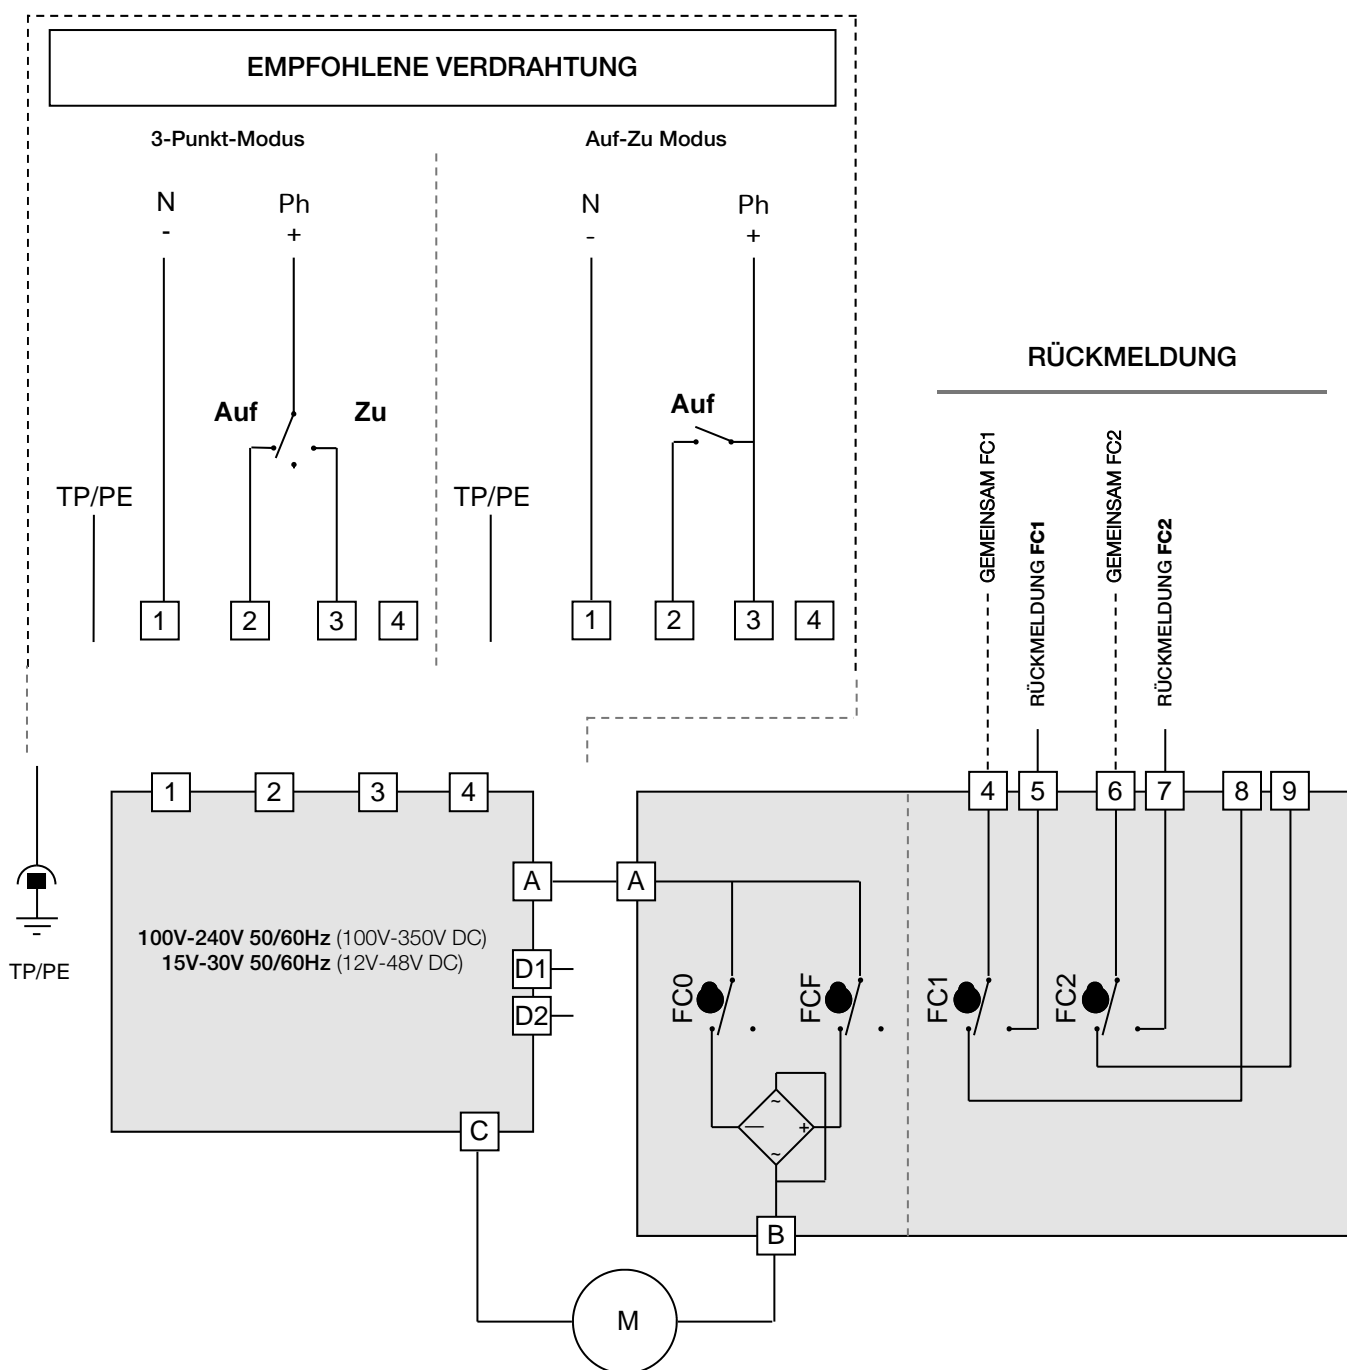 EMPFOHLENE VERDRAHTUNG
3-Punkt-Modus
Auf-Zu Modus
N
-
Ph
+
N
-
Ph
+
Auf
Zu
Auf
TP/PE
TP/PE
1
2
3
4
1
2
3
4
RÜCKMELDUNG
GEMEINSAM FC1
RÜCKMELDUNG FC1
GEMEINSAM FC2
RÜCKMELDUNG FC2
1
2
3
4
4
5
6
7
8
9
A
A
100V-240V 50/60Hz (100V-350V DC)
15V-30V 50/60Hz (12V-48V DC)
D1
D2
TP/PE
FC0
FCF
FC1
FC2
~
—
+
~
C
B
M